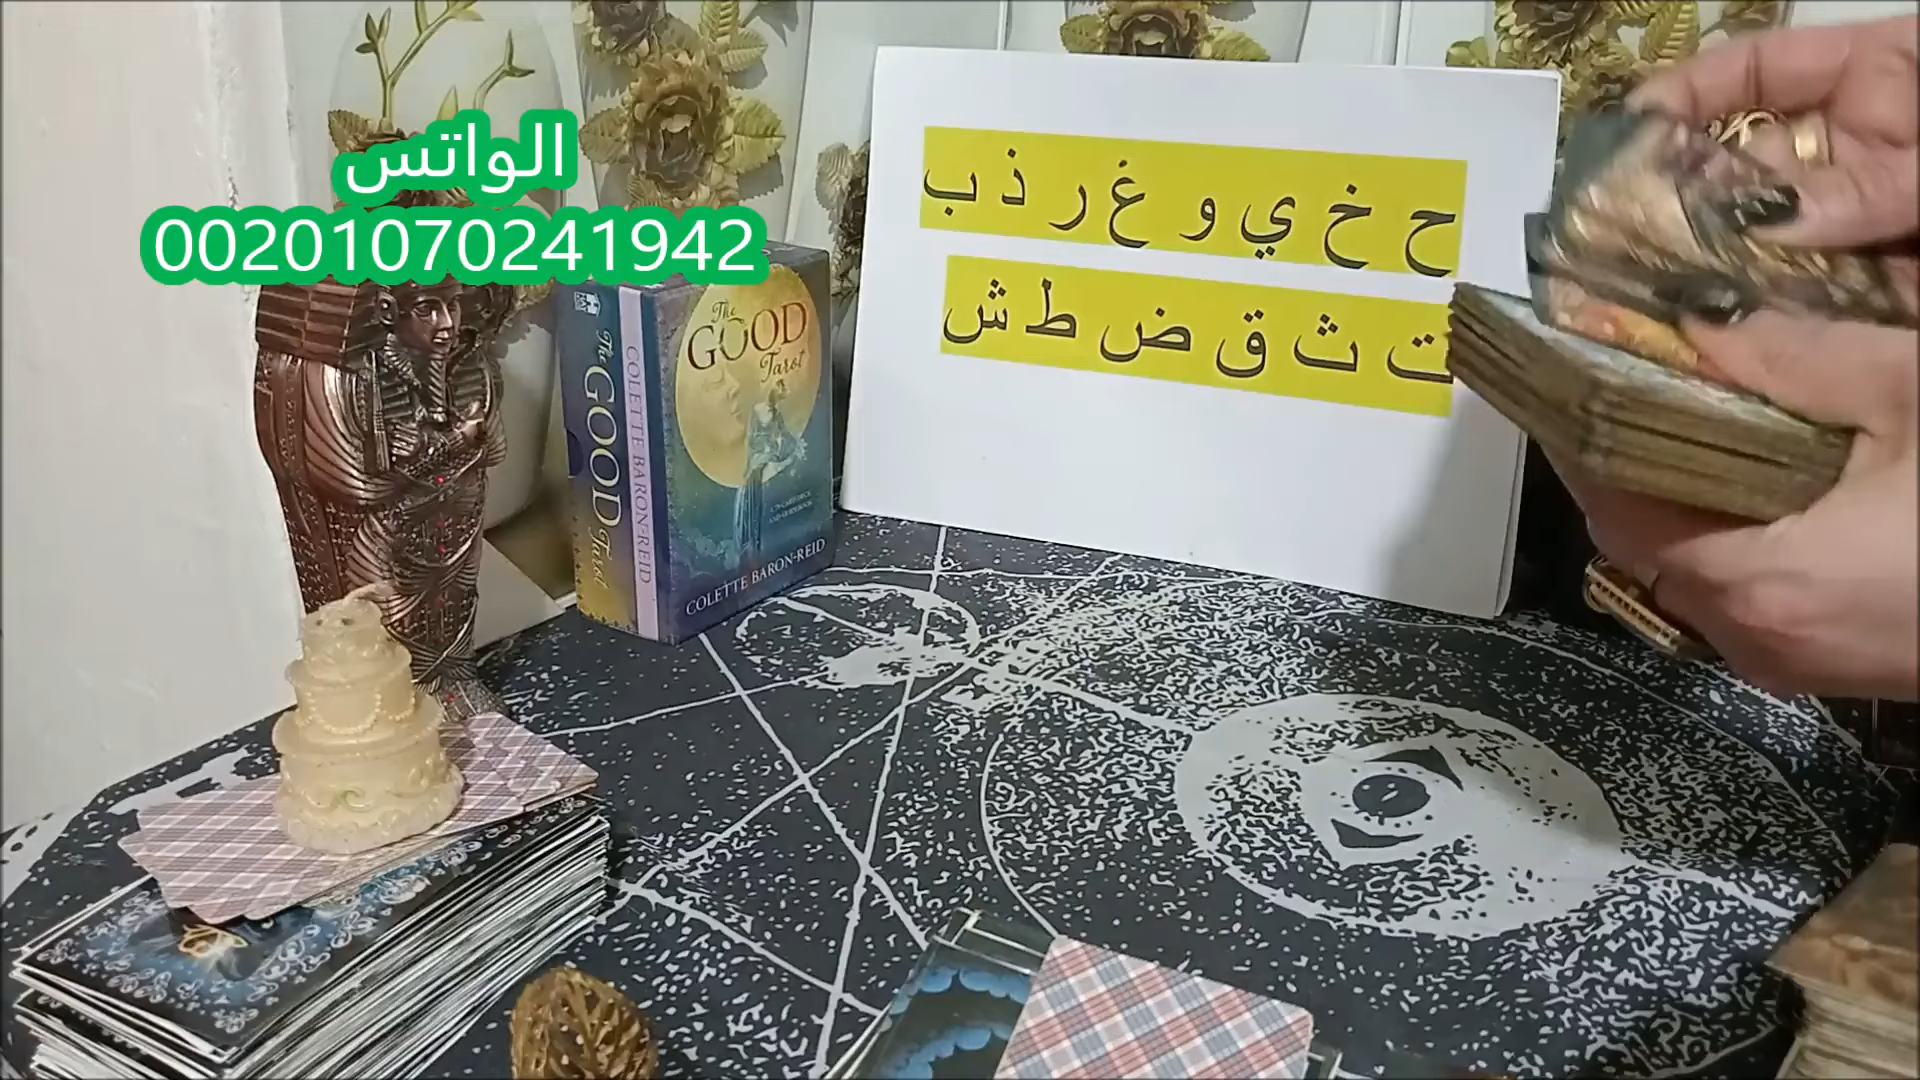 الواتس
00201070241942
ح خ ي و غ ر ذ ب
ت ث ق ض ط ش
The
GOOD
Tarot
COLETTE BARON-REID
The GOOD Tarot
COLETTE BARON-REID